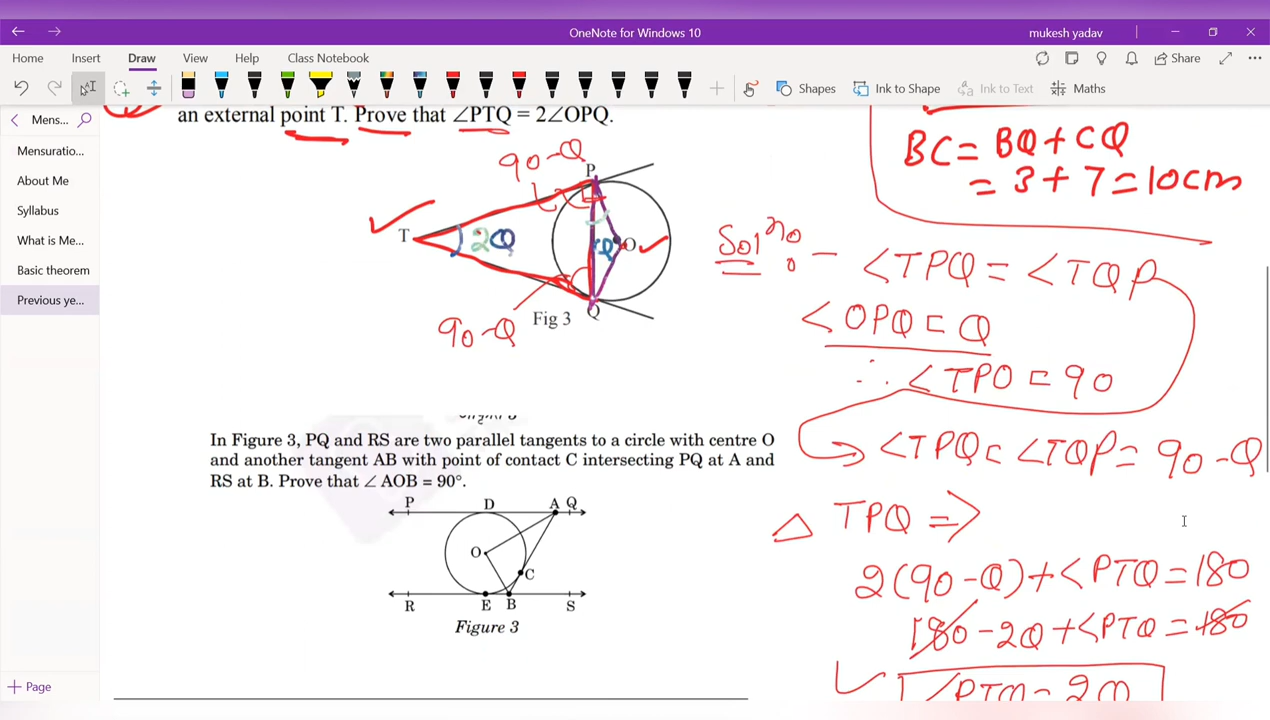 OneNote for Windows 10
mukesh yadav
Home
Insert
Draw
View
Help
Class Notebook
Share
Shapes
Ink to Shape
Ink to Text
Maths
Mens...
Mensuratio...
About Me
Syllabus
What is Me...
Basic theorem
Previous ye...
Page
an external point T. Prove that ∠PTQ = 2∠OPQ.
90-Q
P
T
2Q
Q
O
90-Q
Fig 3
Q
In Figure 3, PQ and RS are two parallel tangents to a circle with centre O
and another tangent AB with point of contact C intersecting PQ at A and
RS at B. Prove that ∠ AOB = 90°.
P D A Q
O
C
R E B S
Figure 3
BC = BQ + CQ
= 3 + 7 = 10cm
Solⁿ : - <TPQ = <TQP
<OPQ = Q
∴ <TPO = 90
<TPQ = <TQP = 90-Q
△ TPQ =>
2(90-Q) + <PTQ = 180
180 - 2Q + <PTQ = 180